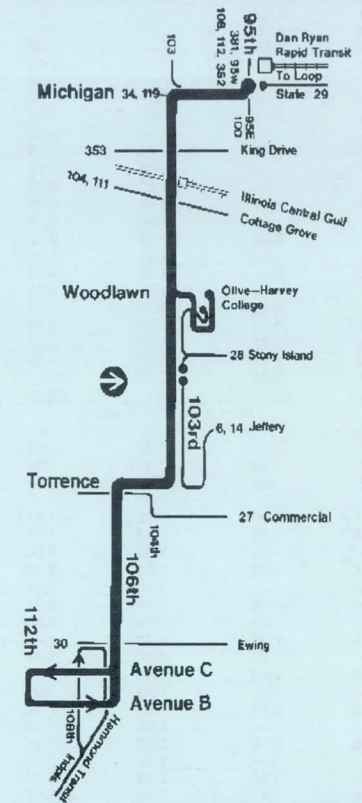 95th
381, 95W
108, 112, 352
Dan Ryan
Rapid Transit
To Loop
State 29
103
Michigan 34, 119
95E
100
353
King Drive
104, 111
Illinois Central Gulf
Cottage Grove
Woodlawn
Olive-Harvey
College
28 Stony Island
103rd
6, 14 Jeffery
Torrence
104th
27 Commercial
106th
112th
30
Ewing
Avenue C
Avenue B
108th
Indpls.
Hammond Transit